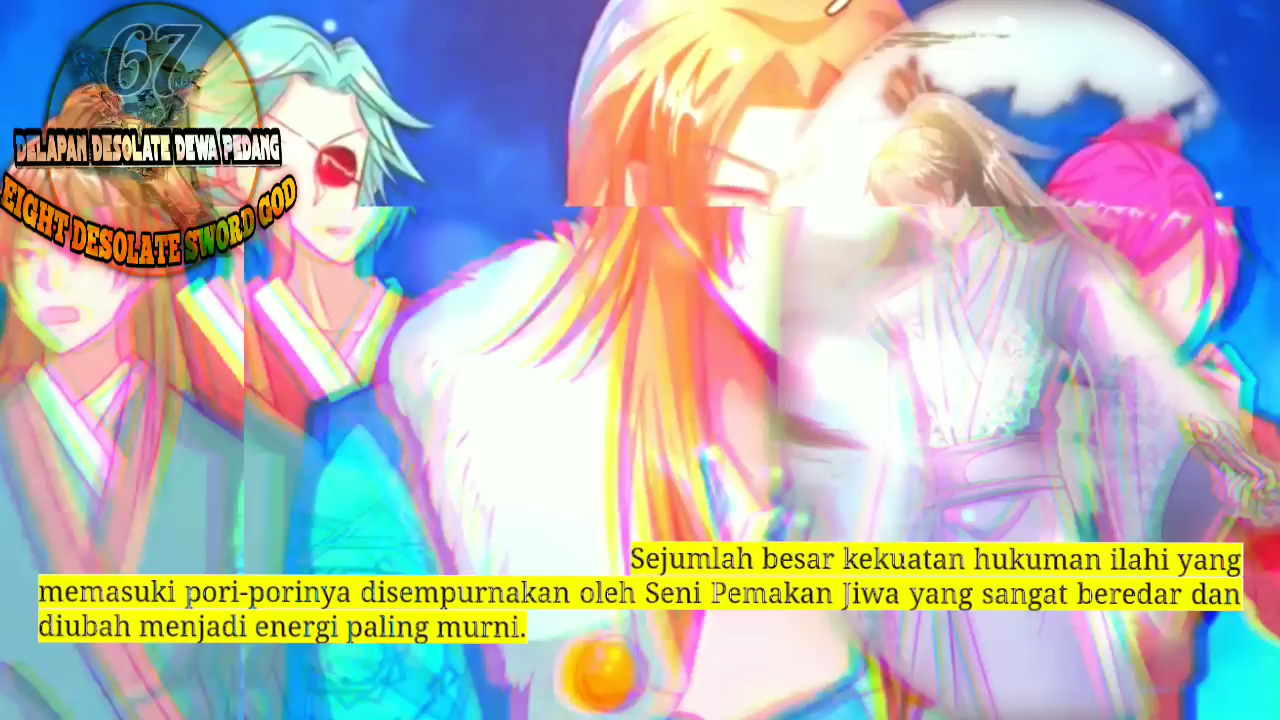 67
DELAPAN DESOLATE DEWA PEDANG
EIGHT DESOLATE SWORD GOD
Sejumlah besar kekuatan hukuman ilahi yang
memasuki pori-porinya disempurnakan oleh Seni Pemakan Jiwa yang sangat beredar dan
diubah menjadi energi paling murni.